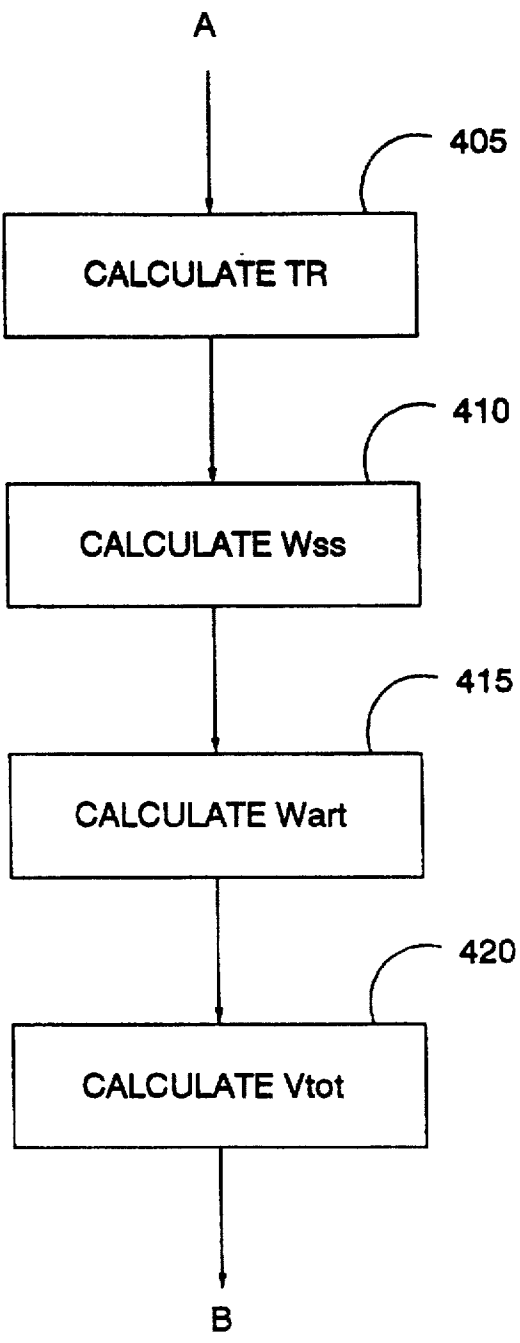 A
405
CALCULATE TR
410
CALCULATE Wss
415
CALCULATE Wart
420
CALCULATE Vtot
B